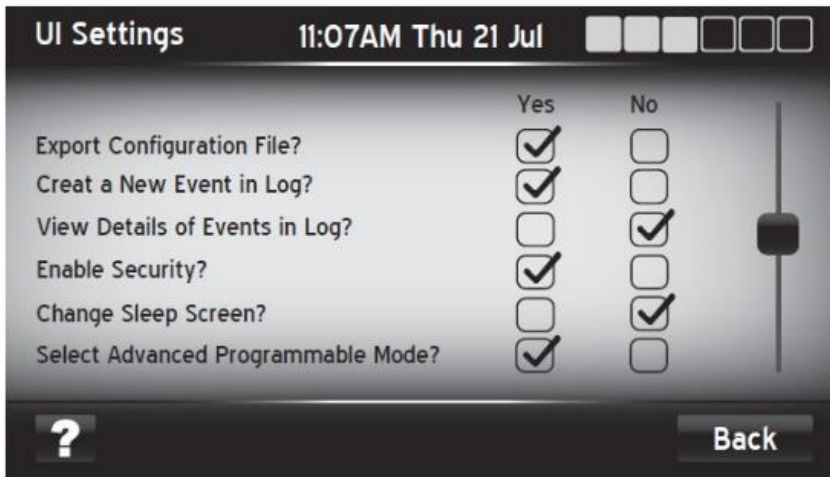 UI Settings 11:07AM Thu 21 Jul
Yes No
Export Configuration File?
Creat a New Event in Log?
View Details of Events in Log?
Enable Security?
Change Sleep Screen?
Select Advanced Programmable Mode?
? Back